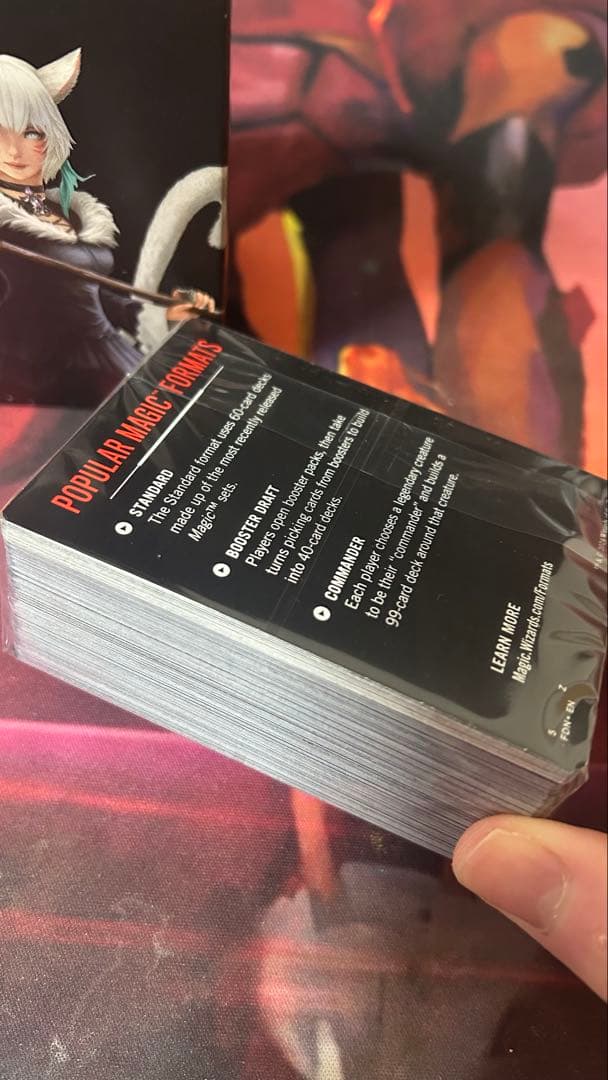 POPULAR MAGIC™ FORMATS
STANDARD
The Standard format uses 60-card decks
made up of the most recently released
Magic™ sets.
BOOSTER DRAFT
Players open booster packs, then take
turns picking cards from boosters to build
into 40-card decks.
COMMANDER
Each player chooses a legendary creature
to be their "commander" and builds a
99-card deck around that creature.
LEARN MORE
Magic.Wizards.com/Formats
FDN • EN